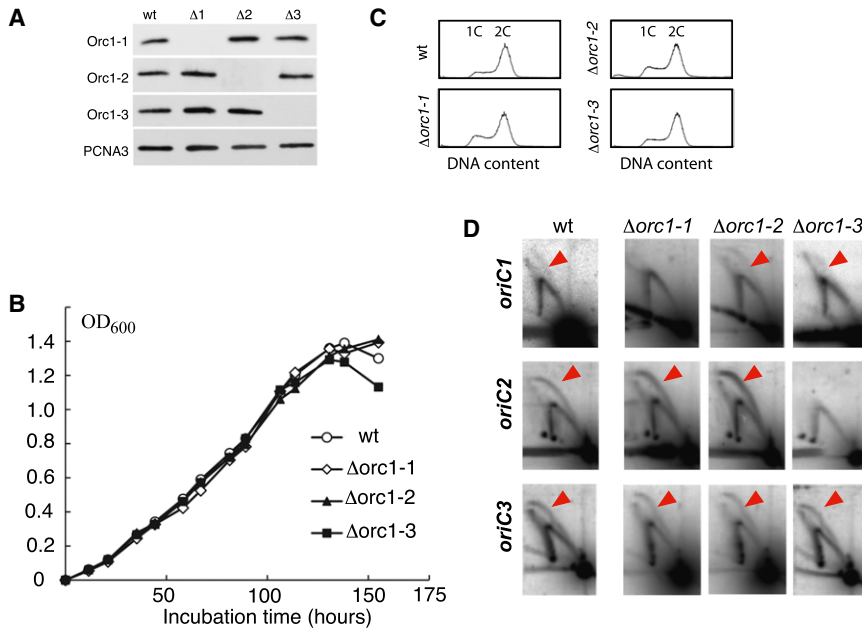 A
wt Δ1 Δ2 Δ3
Orc1-1
Orc1-2
Orc1-3
PCNA3
B
OD600
1.4
1.2
1.0
0.8
0.6
0.4
0.2
0
50 100 150 175
Incubation time (hours)
wt
Δorc1-1
Δorc1-2
Δorc1-3
C
wt
1C 2C
Δorc1-2
1C 2C
Δorc1-1
Δorc1-3
DNA content
DNA content
D
wt Δorc1-1 Δorc1-2 Δorc1-3
oriC1
oriC2
oriC3